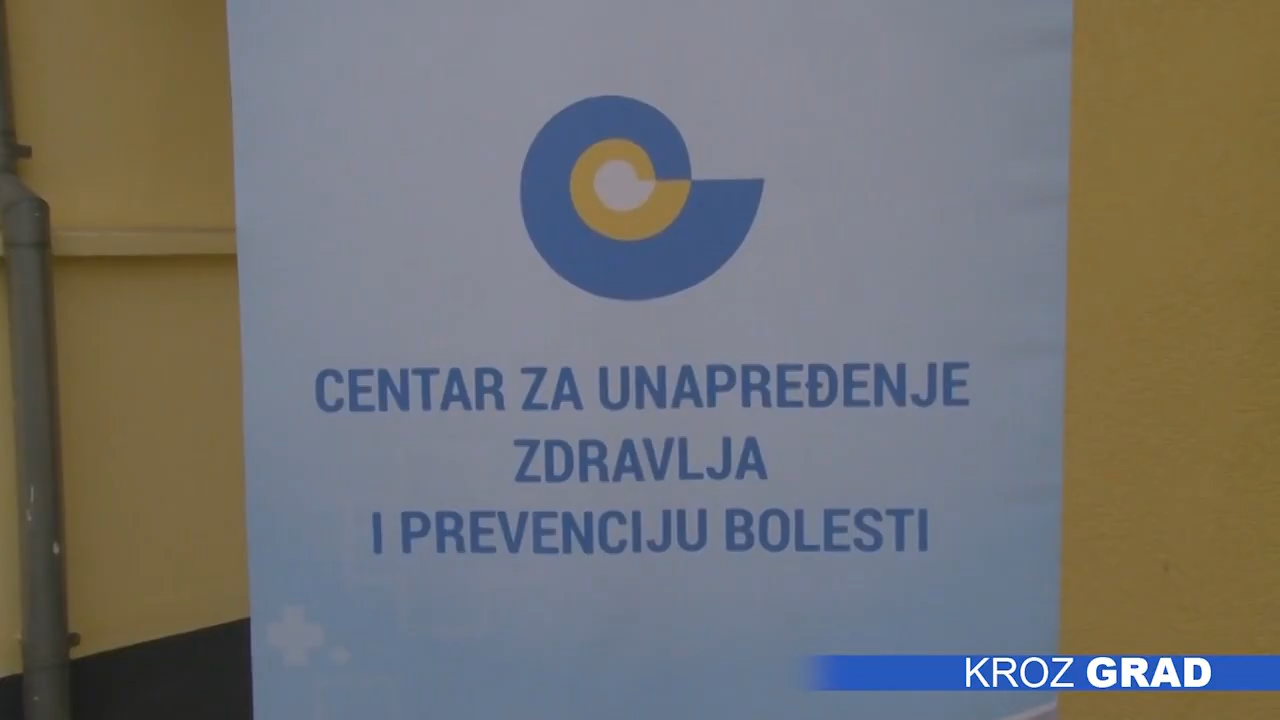 CENTAR ZA UNAPREĐENJE
ZDRAVLJA
I PREVENCIJU BOLESTI
KROZ GRAD